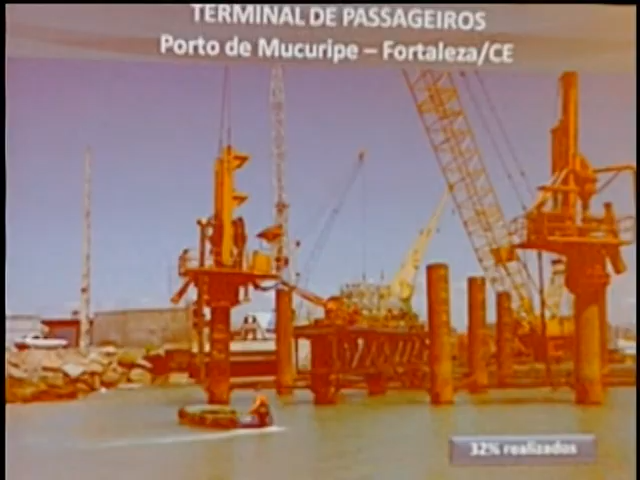 TERMINAL DE PASSAGEIROS
Porto de Mucuripe – Fortaleza/CE
32% realizados